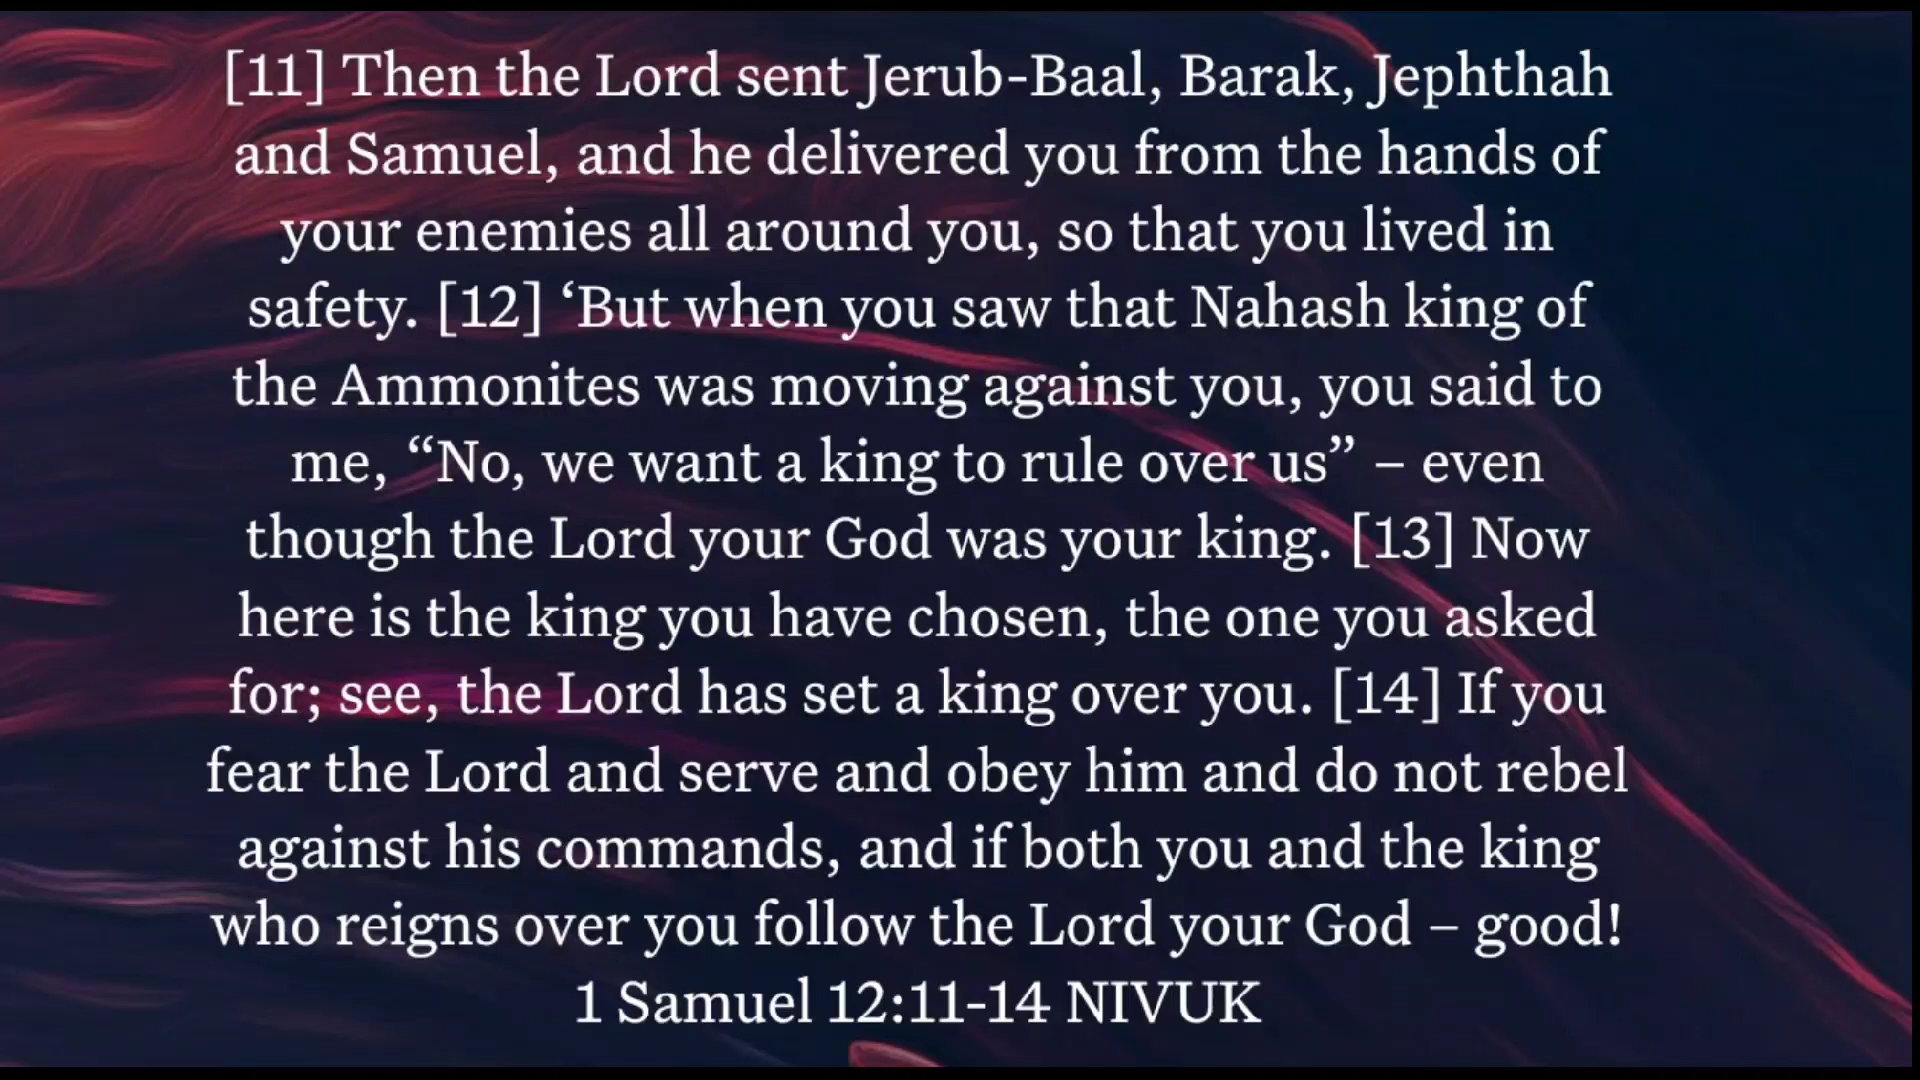 [11] Then the Lord sent Jerub-Baal, Barak, Jephthah
and Samuel, and he delivered you from the hands of
your enemies all around you, so that you lived in
safety. [12] ‘But when you saw that Nahash king of
the Ammonites was moving against you, you said to
me, “No, we want a king to rule over us” – even
though the Lord your God was your king. [13] Now
here is the king you have chosen, the one you asked
for; see, the Lord has set a king over you. [14] If you
fear the Lord and serve and obey him and do not rebel
against his commands, and if both you and the king
who reigns over you follow the Lord your God – good!
1 Samuel 12:11-14 NIVUK